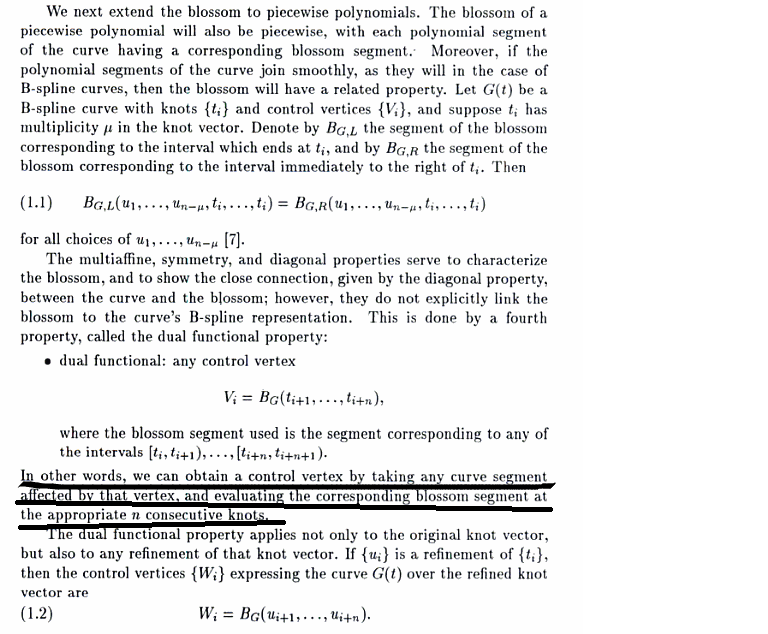 We next extend the blossom to piecewise polynomials. The blossom of a
piecewise polynomial will also be piecewise, with each polynomial segment
of the curve having a corresponding blossom segment. Moreover, if the
polynomial segments of the curve join smoothly, as they will in the case of
B-spline curves, then the blossom will have a related property. Let G(t) be a
B-spline curve with knots {t_i} and control vertices {V_i}, and suppose t_i has
multiplicity μ in the knot vector. Denote by B_{G,L} the segment of the blossom
corresponding to the interval which ends at t_i, and by B_{G,R} the segment of the
blossom corresponding to the interval immediately to the right of t_i. Then
(1.1) B_{G,L}(u_1, . . . , u_{n−μ}, t_i, . . . , t_i) = B_{G,R}(u_1, . . . , u_{n−μ}, t_i, . . . , t_i)
for all choices of u_1, . . . , u_{n−μ} [7].
The multiaffine, symmetry, and diagonal properties serve to characterize
the blossom, and to show the close connection, given by the diagonal property,
between the curve and the blossom; however, they do not explicitly link the
blossom to the curve's B-spline representation. This is done by a fourth
property, called the dual functional property:
• dual functional: any control vertex
V_i = B_G(t_{i+1}, . . . , t_{i+n}),
where the blossom segment used is the segment corresponding to any of
the intervals [t_i, t_{i+1}), . . . , [t_{i+n}, t_{i+n+1}).
In other words, we can obtain a control vertex by taking any curve segment
affected by that vertex, and evaluating the corresponding blossom segment at
the appropriate n consecutive knots.
The dual functional property applies not only to the original knot vector,
but also to any refinement of that knot vector. If {u_i} is a refinement of {t_i},
then the control vertices {W_i} expressing the curve G(t) over the refined knot
vector are
(1.2) W_i = B_G(u_{i+1}, . . . , u_{i+n}).